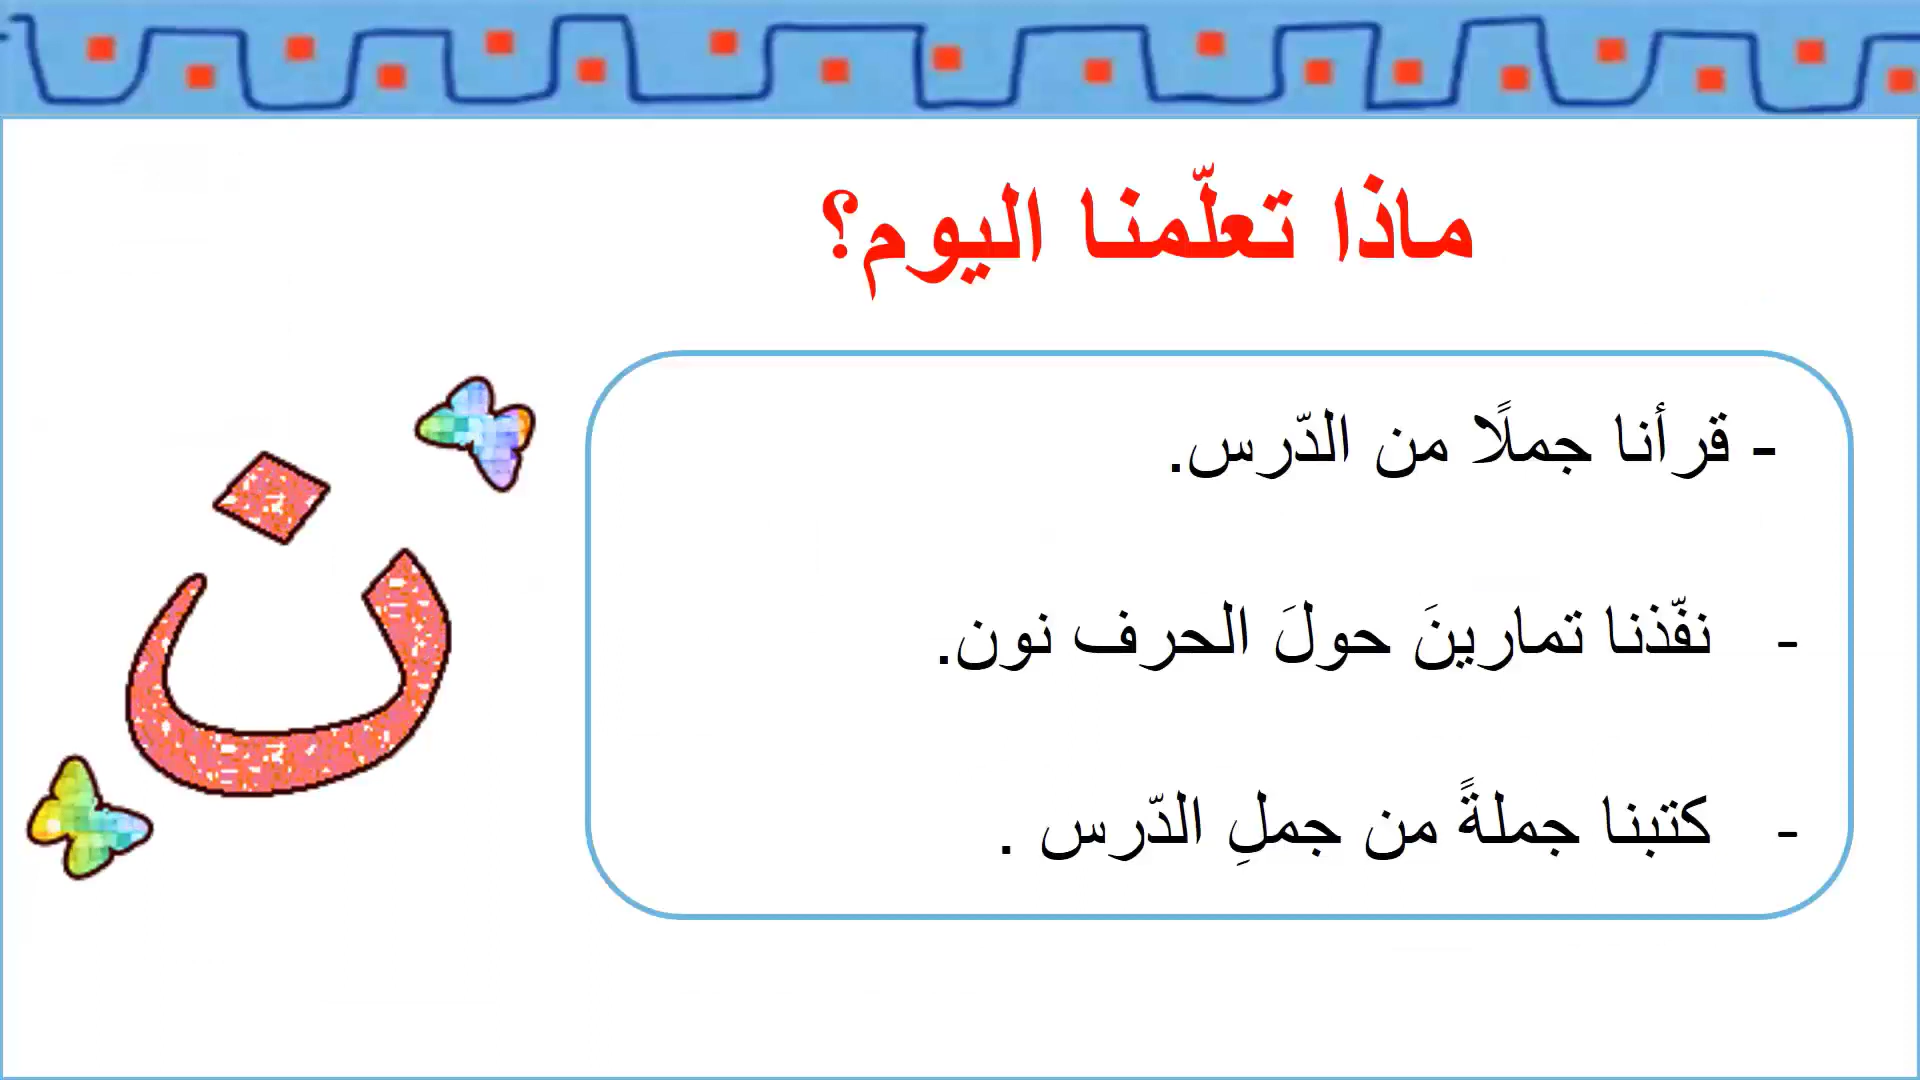 ماذا تعلّمنا اليوم؟
- قرأنا جملًا من الدّرس.
- نفّذنا تمارينَ حولَ الحرف نون.
- كتبنا جملةً من جملِ الدّرس .
ن